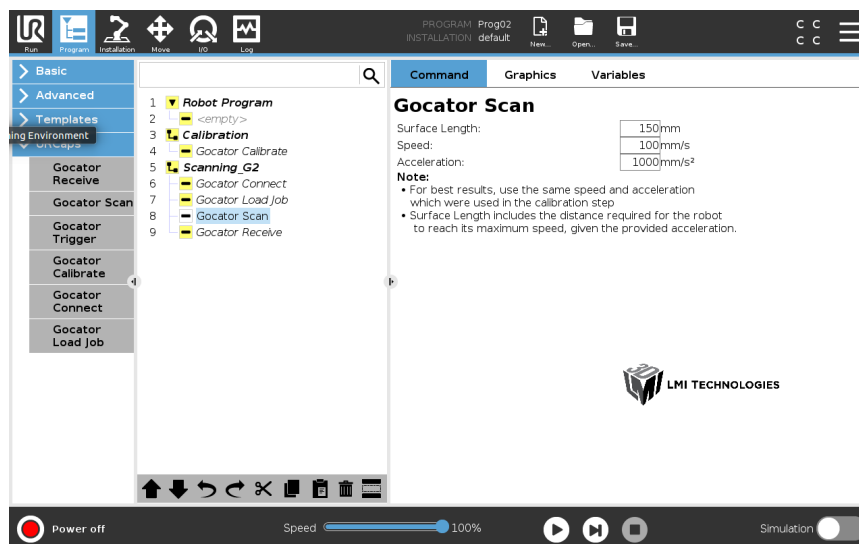 UR
Run
Program
Installation
Move
I/O
Log
PROGRAM Prog02
INSTALLATION default
New...
Open...
Save...
C C
C C
Basic
Advanced
Templates
ing Environment
URCaps
Gocator
Receive
Gocator Scan
Gocator
Trigger
Gocator
Calibrate
Gocator
Connect
Gocator
Load Job
1 Robot Program
2 <empty>
3 Calibration
4 Gocator Calibrate
5 Scanning_G2
6 Gocator Connect
7 Gocator Load Job
8 Gocator Scan
9 Gocator Receive
Command Graphics Variables
Gocator Scan
Surface Length: 150 mm
Speed: 100 mm/s
Acceleration: 1000 mm/s²
Note:
• For best results, use the same speed and acceleration
which were used in the calibration step
• Surface Length includes the distance required for the robot
to reach its maximum speed, given the provided acceleration.
3D
LMI TECHNOLOGIES
Power off
Speed 100%
Simulation